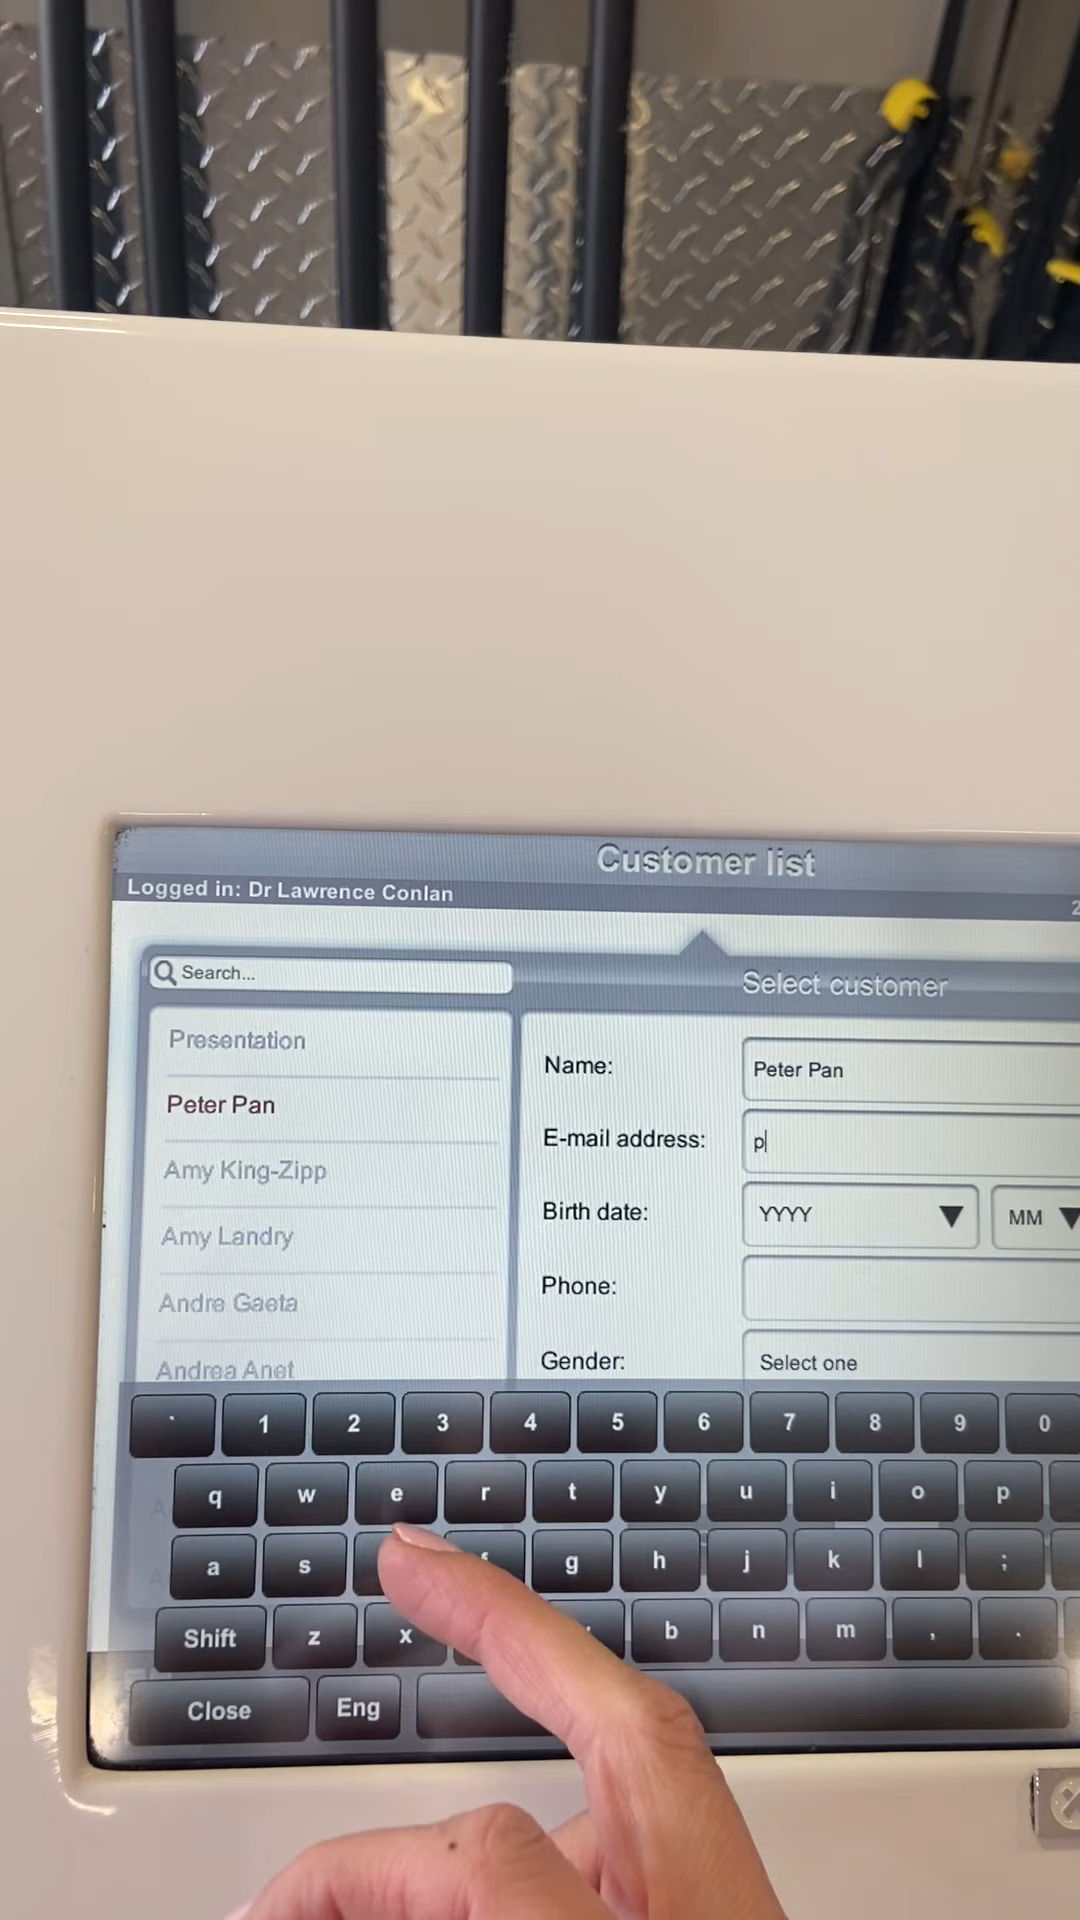 Customer list
Logged in: Dr Lawrence Conlan
2
Search...
Select customer
Presentation
Peter Pan
Amy King-Zipp
Amy Landry
Andre Gaeta
Andrea Anet
Name:
Peter Pan
E-mail address:
p
Birth date:
YYYY
MM
Phone:
Gender:
Select one
` 1 2 3 4 5 6 7 8 9 0
q w e r t y u i o p
a s f g h j k l ;
Shift z x b n m , .
Close Eng